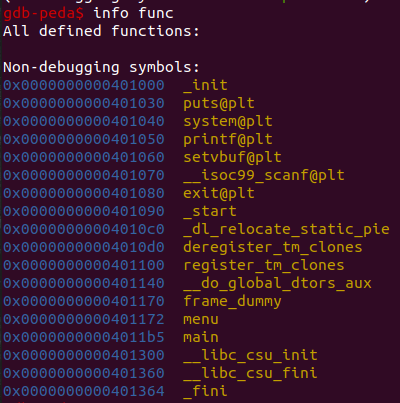 gdb-peda$ info func
All defined functions:
Non-debugging symbols:
0x0000000000401000 _init
0x0000000000401030 puts@plt
0x0000000000401040 system@plt
0x0000000000401050 printf@plt
0x0000000000401060 setvbuf@plt
0x0000000000401070 __isoc99_scanf@plt
0x0000000000401080 exit@plt
0x0000000000401090 _start
0x00000000004010c0 _dl_relocate_static_pie
0x00000000004010d0 deregister_tm_clones
0x0000000000401100 register_tm_clones
0x0000000000401140 __do_global_dtors_aux
0x0000000000401170 frame_dummy
0x0000000000401172 menu
0x00000000004011b5 main
0x0000000000401300 __libc_csu_init
0x0000000000401360 __libc_csu_fini
0x0000000000401364 _fini